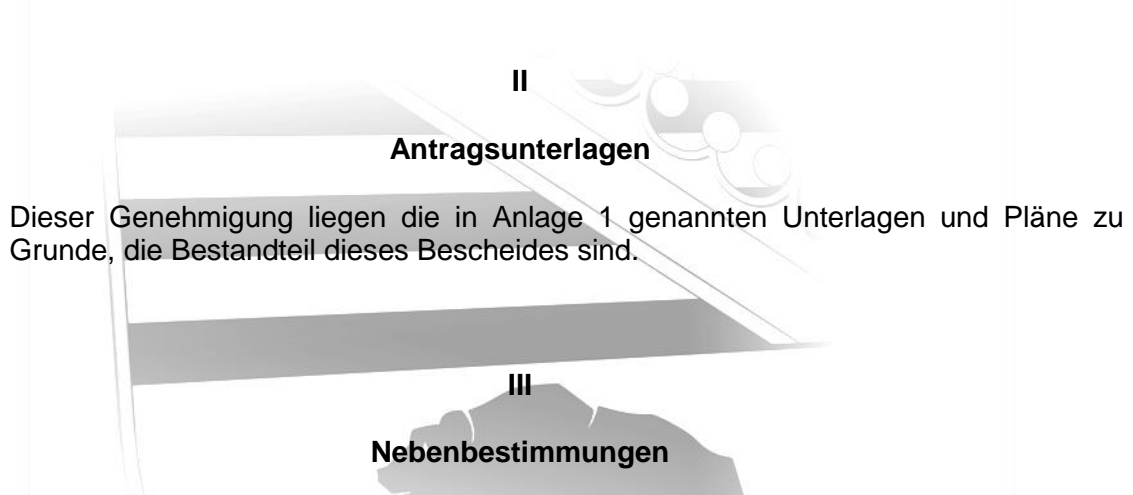 II
Antragsunterlagen
Dieser Genehmigung liegen die in Anlage 1 genannten Unterlagen und Pläne zu
Grunde, die Bestandteil dieses Bescheides sind.
III
Nebenbestimmungen